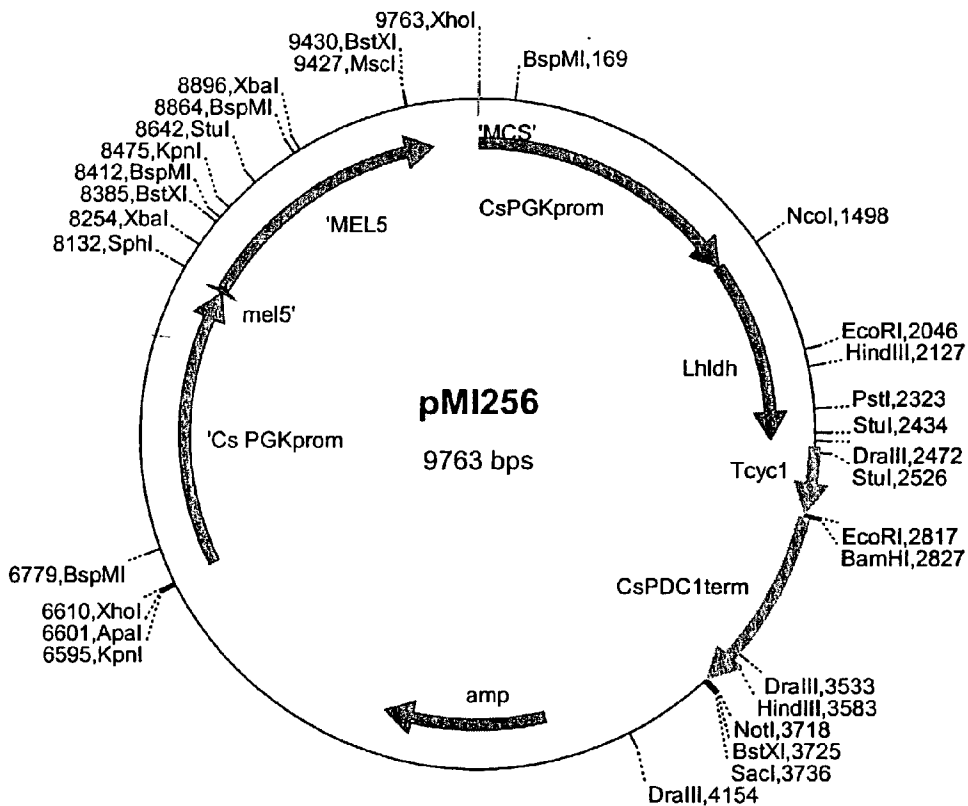 9763,XhoI
9430,BstXI
9427,MscI
BspMI,169
8896,XbaI
8864,BspMI
8642,StuI
8475,KpnI
8412,BspMI
8385,BstXI
8254,XbaI
8132,SphI
'MCS'
CsPGKprom
'MEL5
mel5'
NcoI,1498
EcoRI,2046
HindIII,2127
Lhldh
PstI,2323
StuI,2434
DraIII,2472
StuI,2526
Tcyc1
pMI256
9763 bps
'Cs PGKprom
EcoRI,2817
BamHI,2827
CsPDC1term
6779,BspMI
6610,XhoI
6601,ApaI
6595,KpnI
DraIII,3533
HindIII,3583
NotI,3718
BstXI,3725
SacI,3736
amp
DraIII,4154